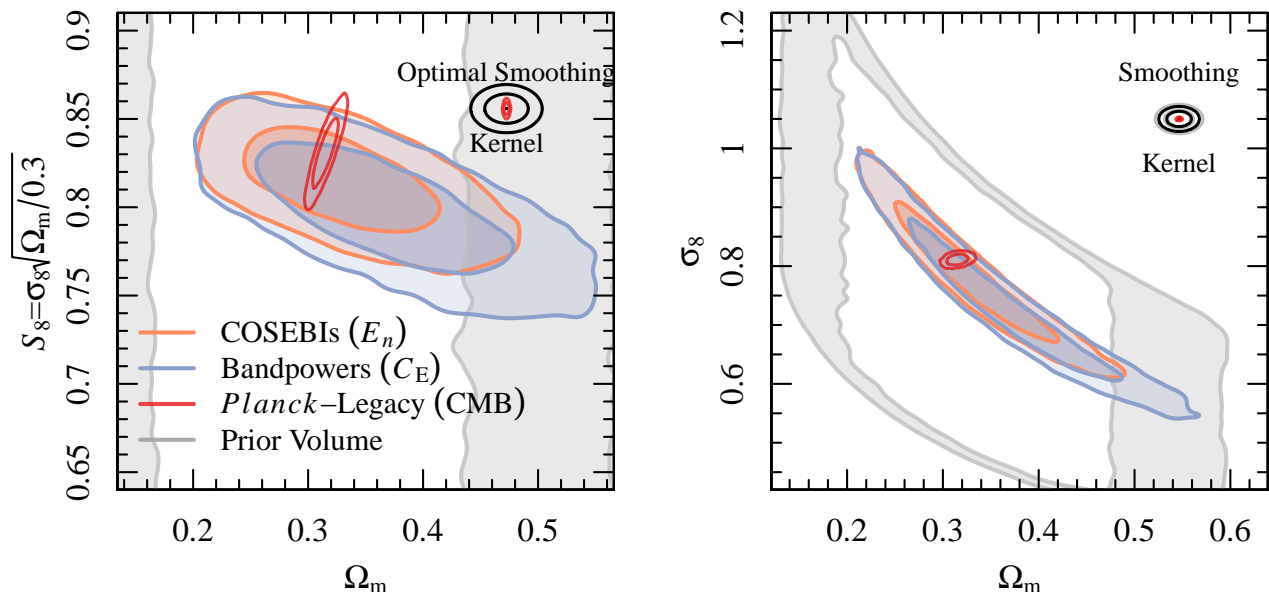 0.9
0.85
0.8
0.75
0.7
0.65
S₈=σ₈√Ωₘ/0.3
Optimal Smoothing
Kernel
COSEBIs (Eₙ)
Bandpowers (C_E)
Planck–Legacy (CMB)
Prior Volume
0.2 0.3 0.4 0.5
Ωₘ
1.2
1
0.8
0.6
σ₈
Smoothing
Kernel
0.2 0.3 0.4 0.5 0.6
Ωₘ